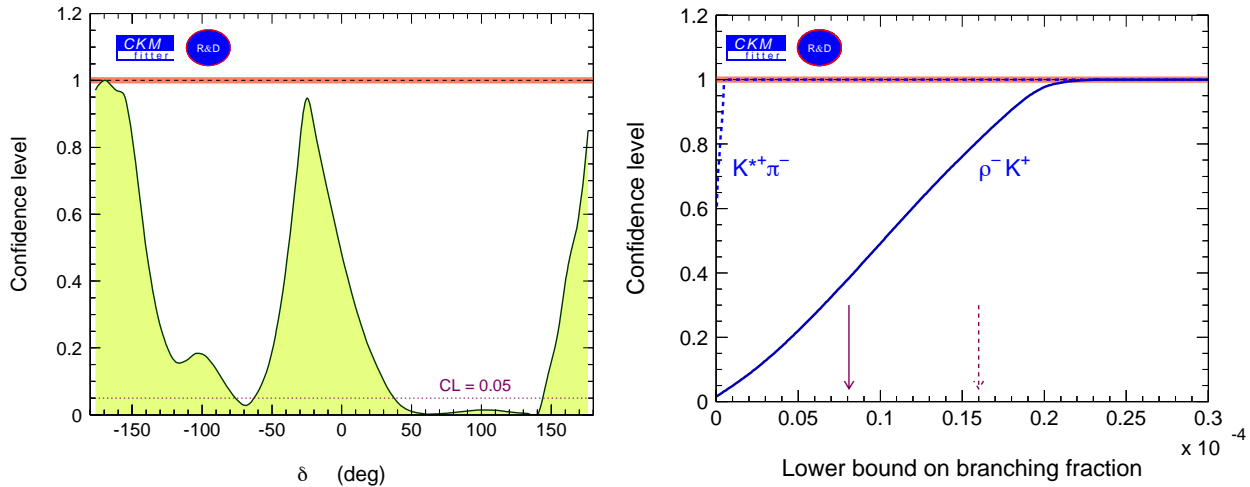 1.2
1
0.8
0.6
0.4
0.2
0
CKM
fitter
R&D
CL = 0.05
-150 -100 -50 0 50 100 150
δ (deg)
Confidence level
1.2
1
0.8
0.6
0.4
0.2
0
CKM
fitter
R&D
K*+π−
ρ− K+
0 0.05 0.1 0.15 0.2 0.25 0.3
x 10 -4
Lower bound on branching fraction
Confidence level